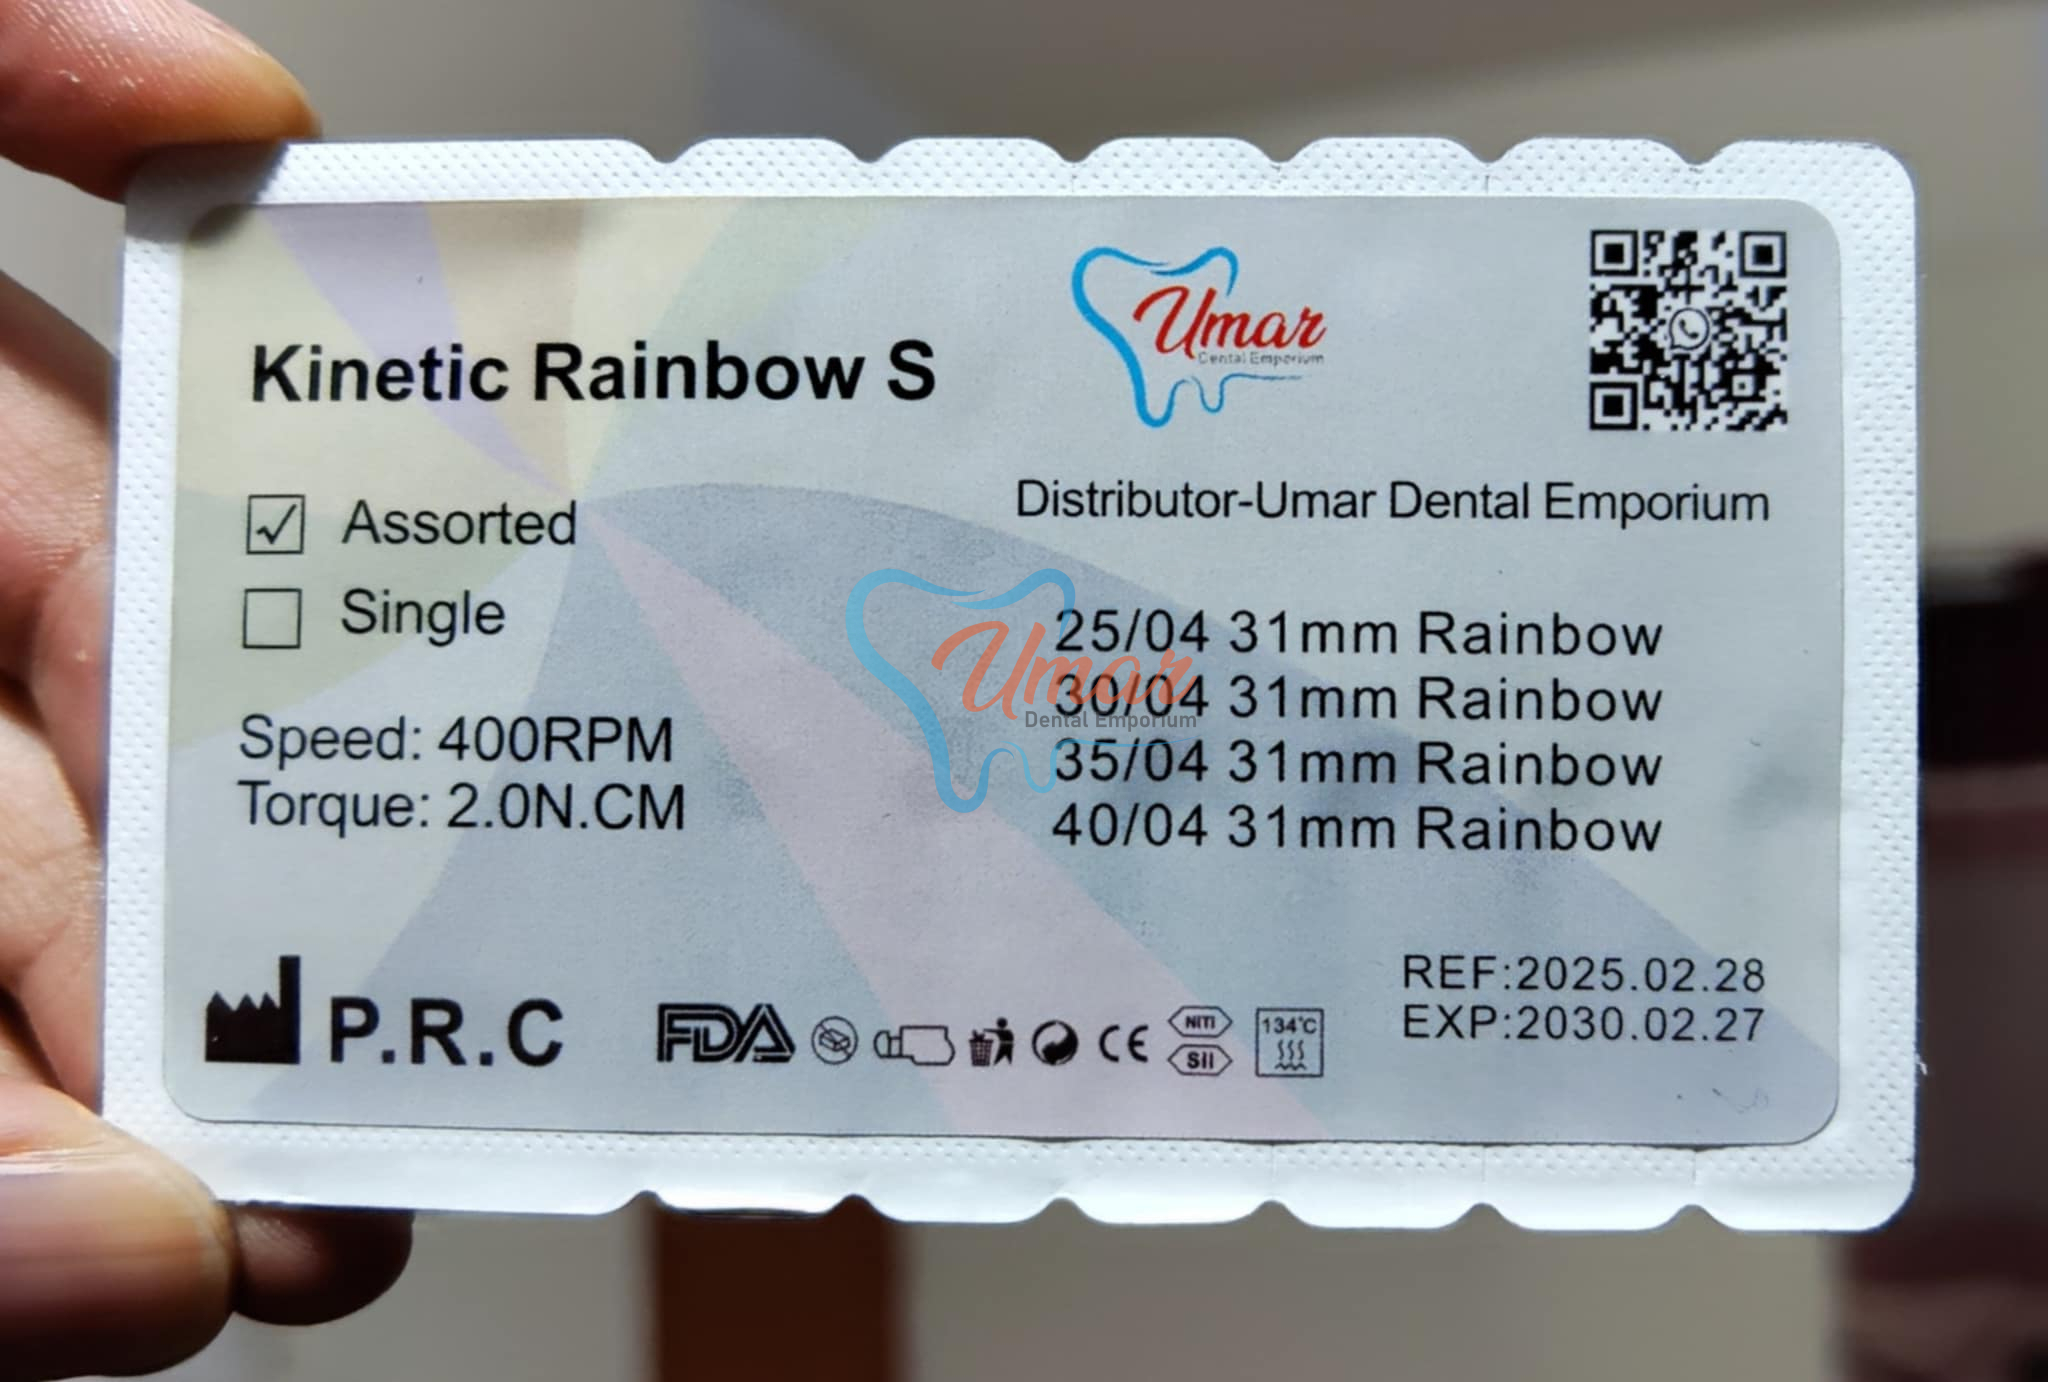 Umar
Dental Emporium
Kinetic Rainbow S
Distributor-Umar Dental Emporium
Assorted
Single
Speed: 400RPM
Torque: 2.0N.CM
25/04 31mm Rainbow
30/04 31mm Rainbow
35/04 31mm Rainbow
40/04 31mm Rainbow
Umar
Dental Emporium
REF:2025.02.28
EXP:2030.02.27
P.R.C
FDA
CE
NiTi
SII
134°C